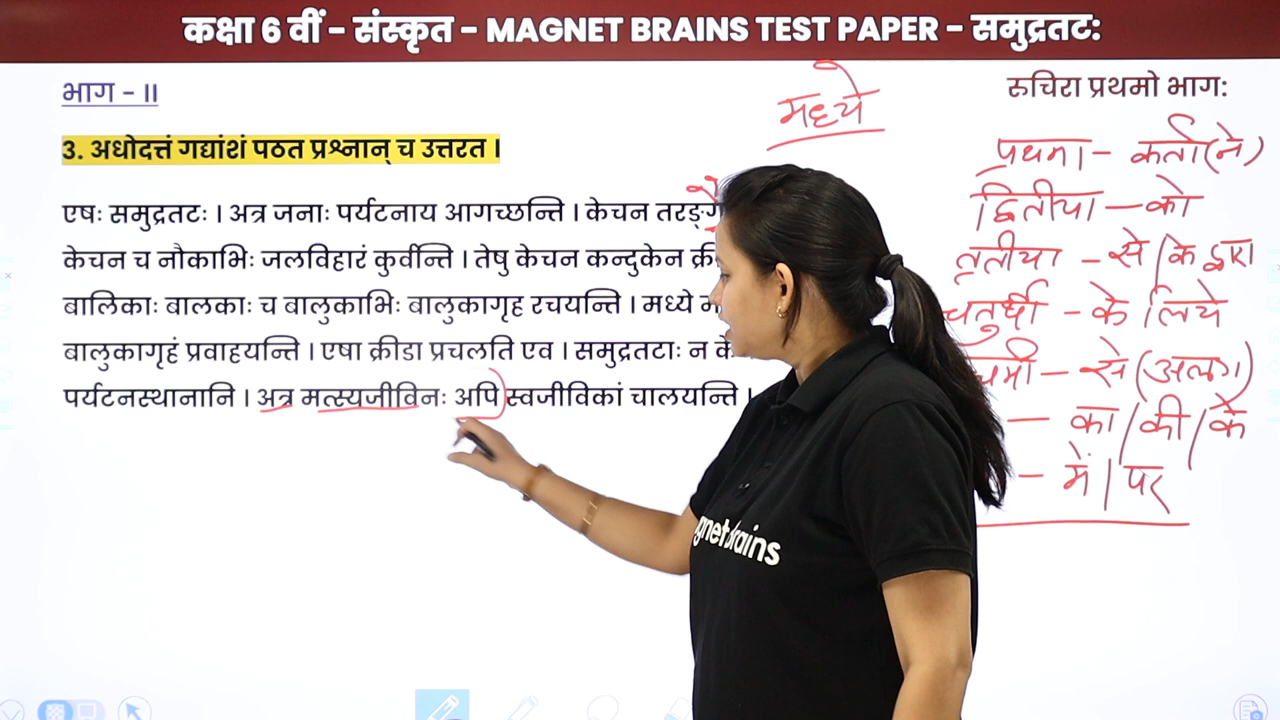 कक्षा 6 वीं - संस्कृत - MAGNET BRAINS TEST PAPER - समुद्रतट:
भाग - II
रुचिरा प्रथमो भाग:
मध्ये
3. अधोदत्तं गद्यांशं पठत प्रश्नान् च उत्तरत ।
एषः समुद्रतटः । अत्र जनाः पर्यटनाय आगच्छन्ति । केचन
केचन च नौकाभिः जलविहारं कुर्वन्ति । तेषु केचन कन्दुकेन
बालिकाः बालकाः च बालुकाभिः बालुकागृह रचयन्ति । मध्ये
बालुकागृहं प्रवाहयन्ति । एषा क्रीडा प्रचलति एव । समुद्रतटाः न
पर्यटनस्थानानि । अत्र मत्स्यजीविनः अपि स्वजीविकां चालयन्ति ।
प्रथमा - कर्ता (ने)
द्वितीया - को
तृतीया - से / के द्वारा
चतुर्थी - के लिये
- से (अलग)
- का / की / के
- में / पर
brains